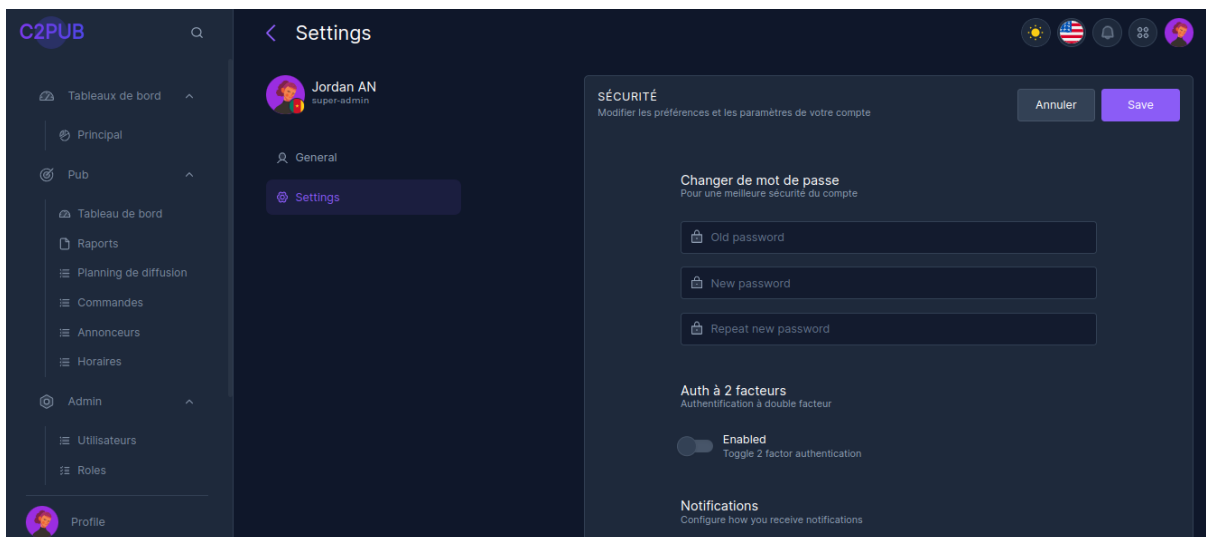 C2PUB
Tableaux de bord
Principal
Pub
Tableau de bord
Raports
Planning de diffusion
Commandes
Annonceurs
Horaires
Admin
Utilisateurs
Roles
Profile
Settings
Jordan AN
super-admin
General
Settings
SÉCURITÉ
Modifier les préférences et les paramètres de votre compte
Annuler
Save
Changer de mot de passe
Pour une meilleure sécurité du compte
Old password
New password
Repeat new password
Auth à 2 facteurs
Authentification à double facteur
Enabled
Toggle 2 factor authentication
Notifications
Configure how you receive notifications